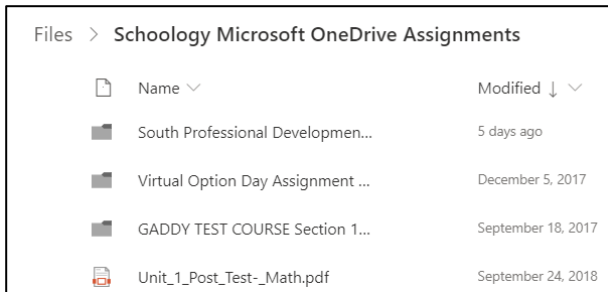 Files > Schoology Microsoft OneDrive Assignments
Name Modified ↓
South Professional Developmen... 5 days ago
Virtual Option Day Assignment ... December 5, 2017
GADDY TEST COURSE Section 1... September 18, 2017
Unit_1_Post_Test-_Math.pdf September 24, 2018